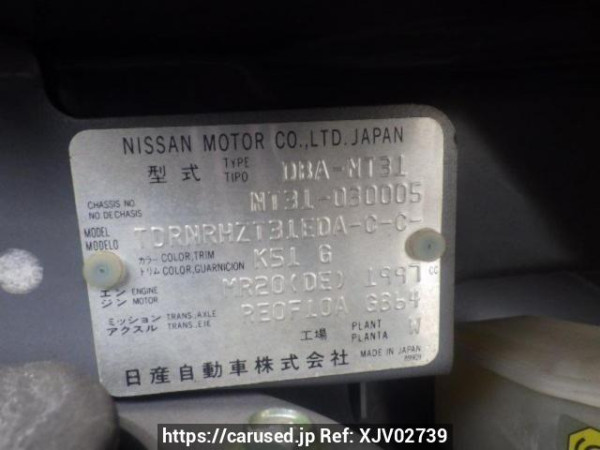 NISSAN MOTOR CO.,LTD.JAPAN
型式 TYPE TIPO DBA-NT31
CHASSIS NO. NO.DECHASIS NT31-030005
MODEL MODELO TDRNRHZT31EDA-C-C-
カラー COLOR,TRIM トリム COLOR,GUARNICION K51 G
エンジン ENGINE MOTOR MR20(DE) 1997 CC
ミッション TRANS.,AXLE アクスル TRANS.,EJE RE0F10A GB64
工場 PLANT PLANTA W
日産自動車株式会社 MADE IN JAPAN
https://carused.jp Ref: XJV02739